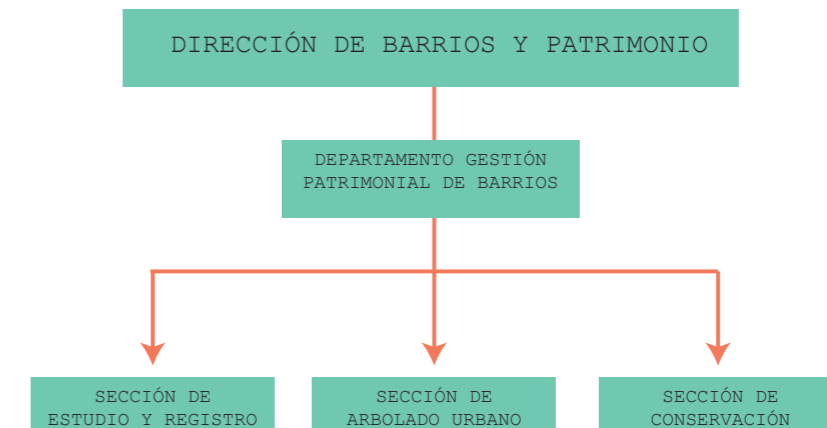 DIRECCIÓN DE BARRIOS Y PATRIMONIO
DEPARTAMENTO GESTIÓN
PATRIMONIAL DE BARRIOS
SECCIÓN DE
ESTUDIO Y REGISTRO
SECCIÓN DE
ARBOLADO URBANO
SECCIÓN DE
CONSERVACIÓN